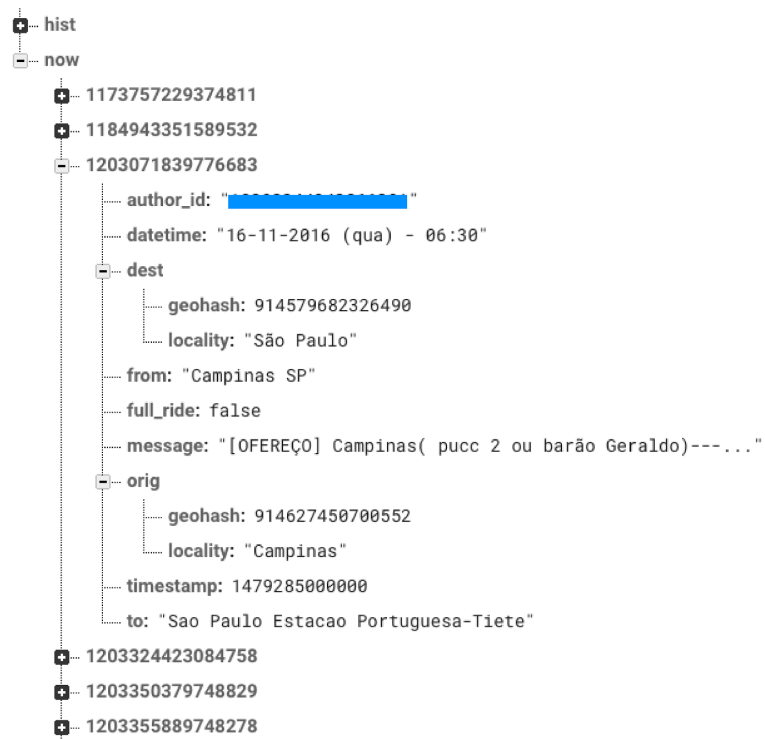 hist
now
1173757229374811
1184943351589532
1203071839776683
author_id: " "
datetime: "16-11-2016 (qua) - 06:30"
dest
geohash: 914579682326490
locality: "São Paulo"
from: "Campinas SP"
full_ride: false
message: "[OFEREÇO] Campinas( pucc 2 ou barão Geraldo)---..."
orig
geohash: 914627450700552
locality: "Campinas"
timestamp: 1479285000000
to: "Sao Paulo Estacao Portuguesa-Tiete"
1203324423084758
1203350379748829
1203355889748278